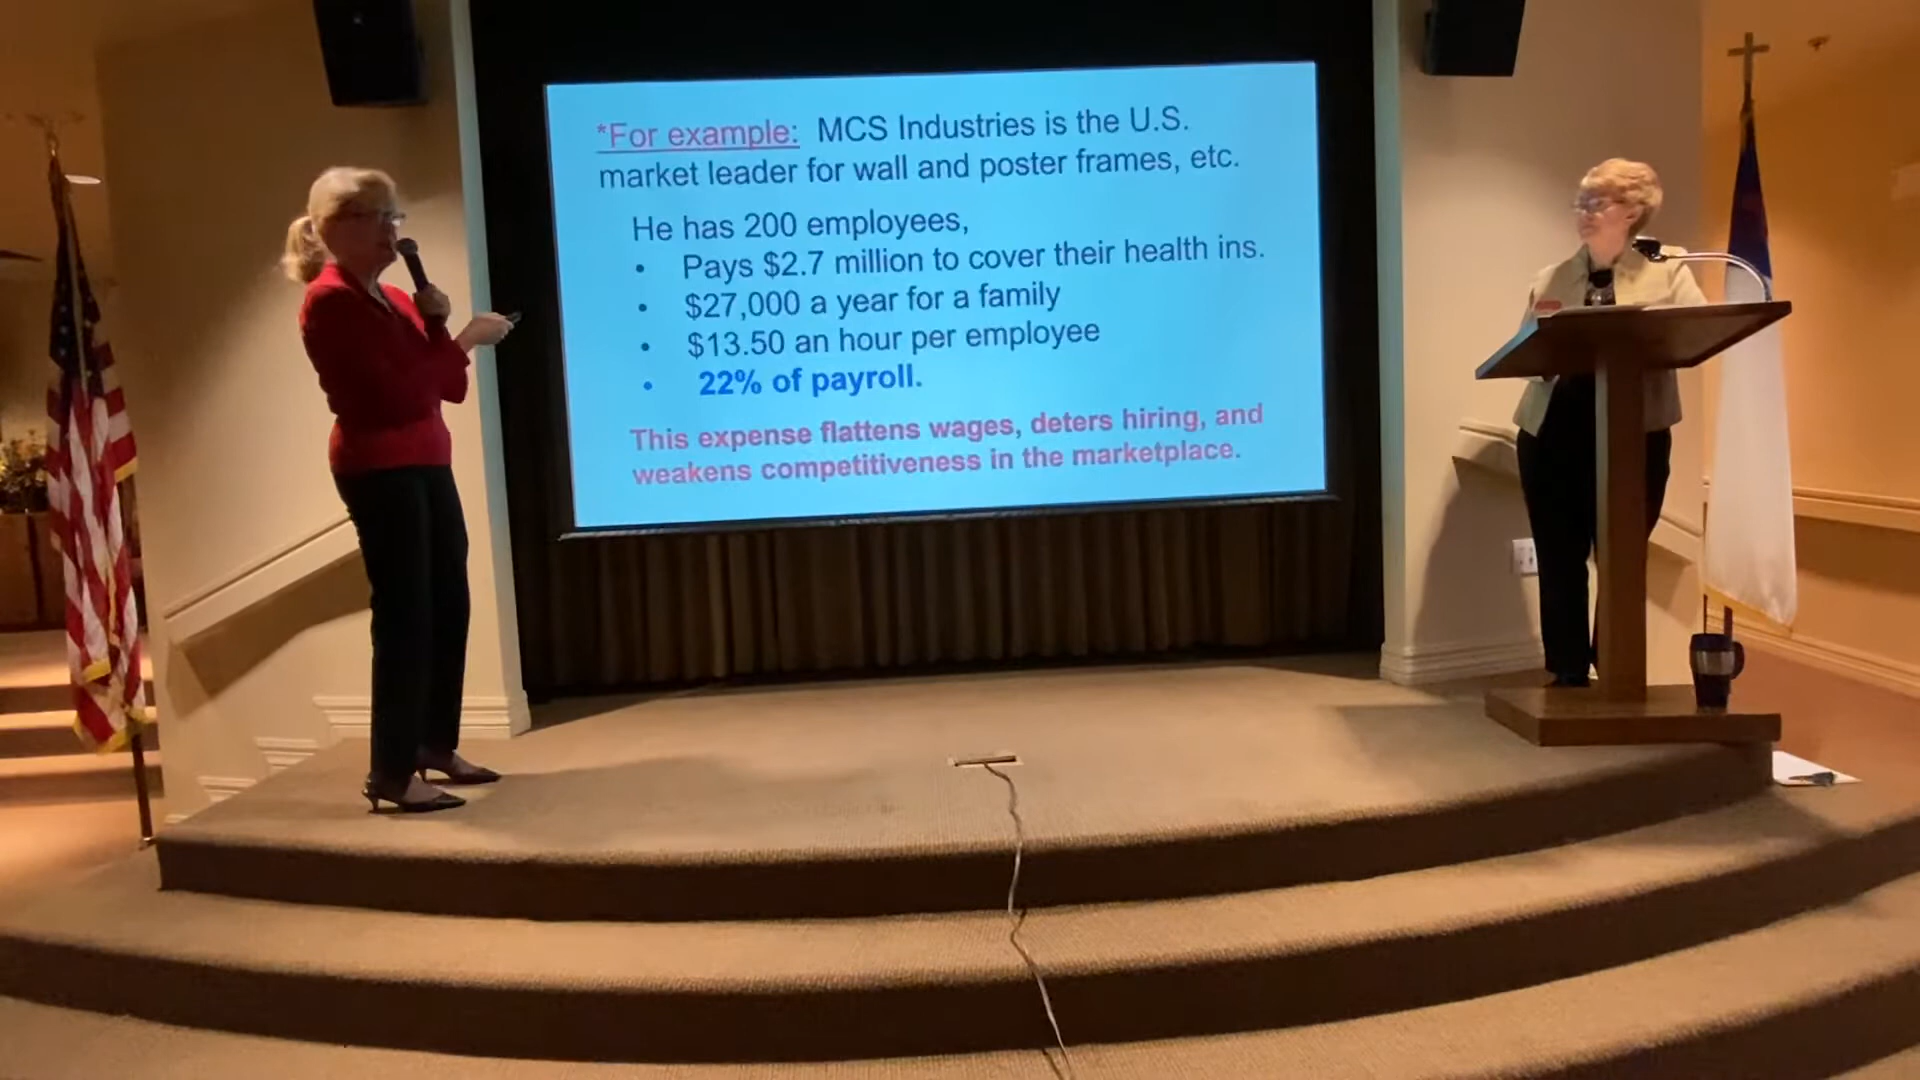 *For example: MCS Industries is the U.S.
market leader for wall and poster frames, etc.
He has 200 employees,
• Pays $2.7 million to cover their health ins.
• $27,000 a year for a family
• $13.50 an hour per employee
• 22% of payroll.
This expense flattens wages, deters hiring, and
weakens competitiveness in the marketplace.